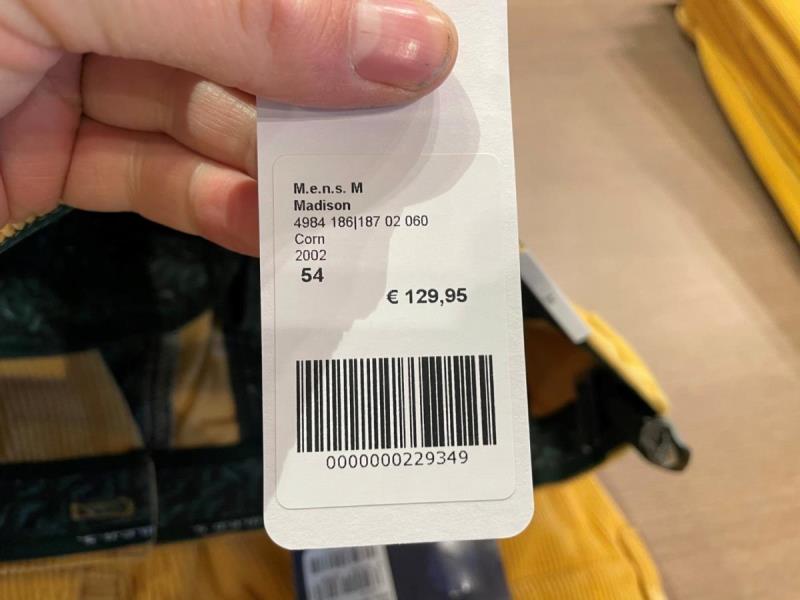 M.e.n.s. M
Madison
4984 186|187 02 060
Corn
2002
54
€ 129,95
0000000229349